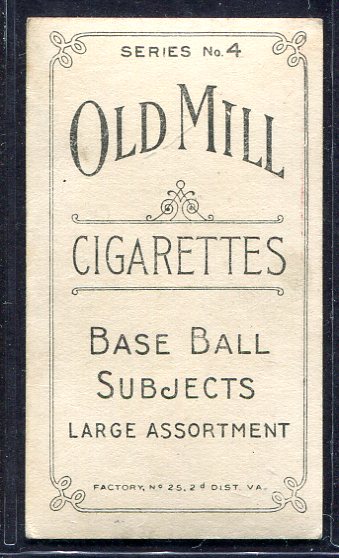 SERIES No. 4
OLD MILL
CIGARETTES
BASE BALL
SUBJECTS
LARGE ASSORTMENT
FACTORY, No 25, 2d DIST. VA.